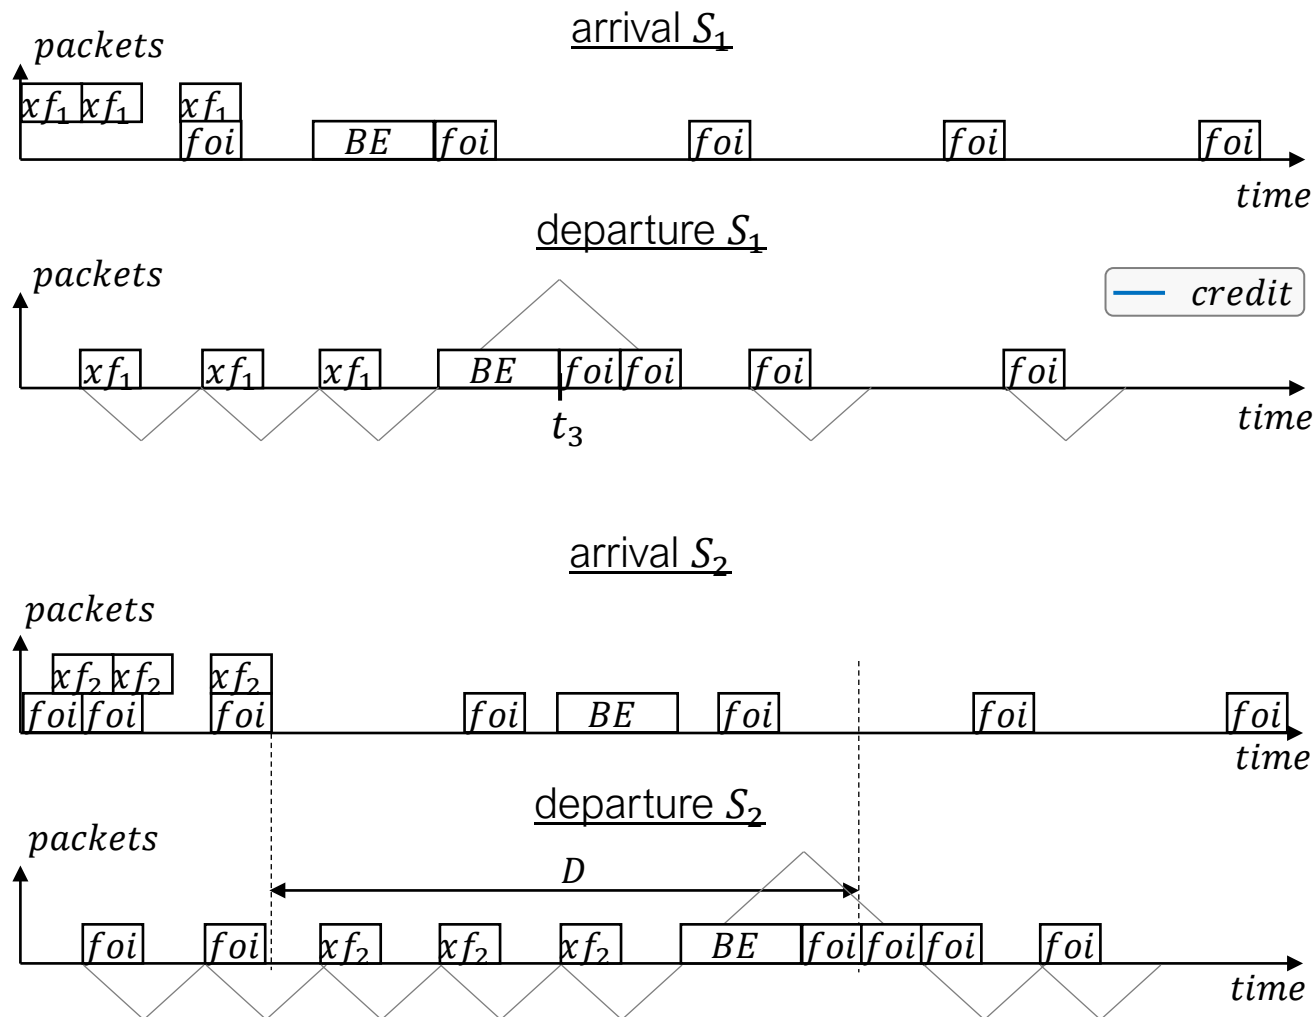 arrival S₁
packets
xf₁ xf₁ xf₁
foi BE foi foi foi foi
time
departure S₁
packets
credit
xf₁ xf₁ xf₁ BE foi foi foi foi
t₃
time
arrival S₂
packets
xf₂ xf₂ xf₂
foi foi foi foi BE foi foi foi
time
departure S₂
packets
D
foi foi xf₂ xf₂ xf₂ BE foi foi foi foi
time